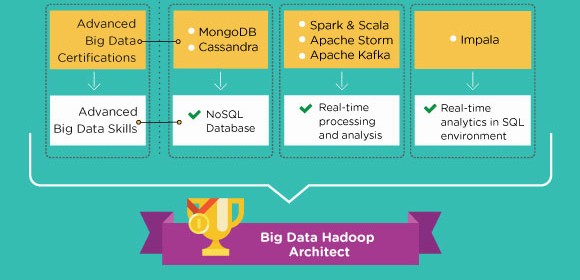 Advanced
Big Data
Certifications
MongoDB
Cassandra
Spark & Scala
Apache Storm
Apache Kafka
Impala
Advanced
Big Data Skills
NoSQL
Database
Real-time
processing
and analysis
Real-time
analytics in SQL
environment
1
Big Data Hadoop
Architect